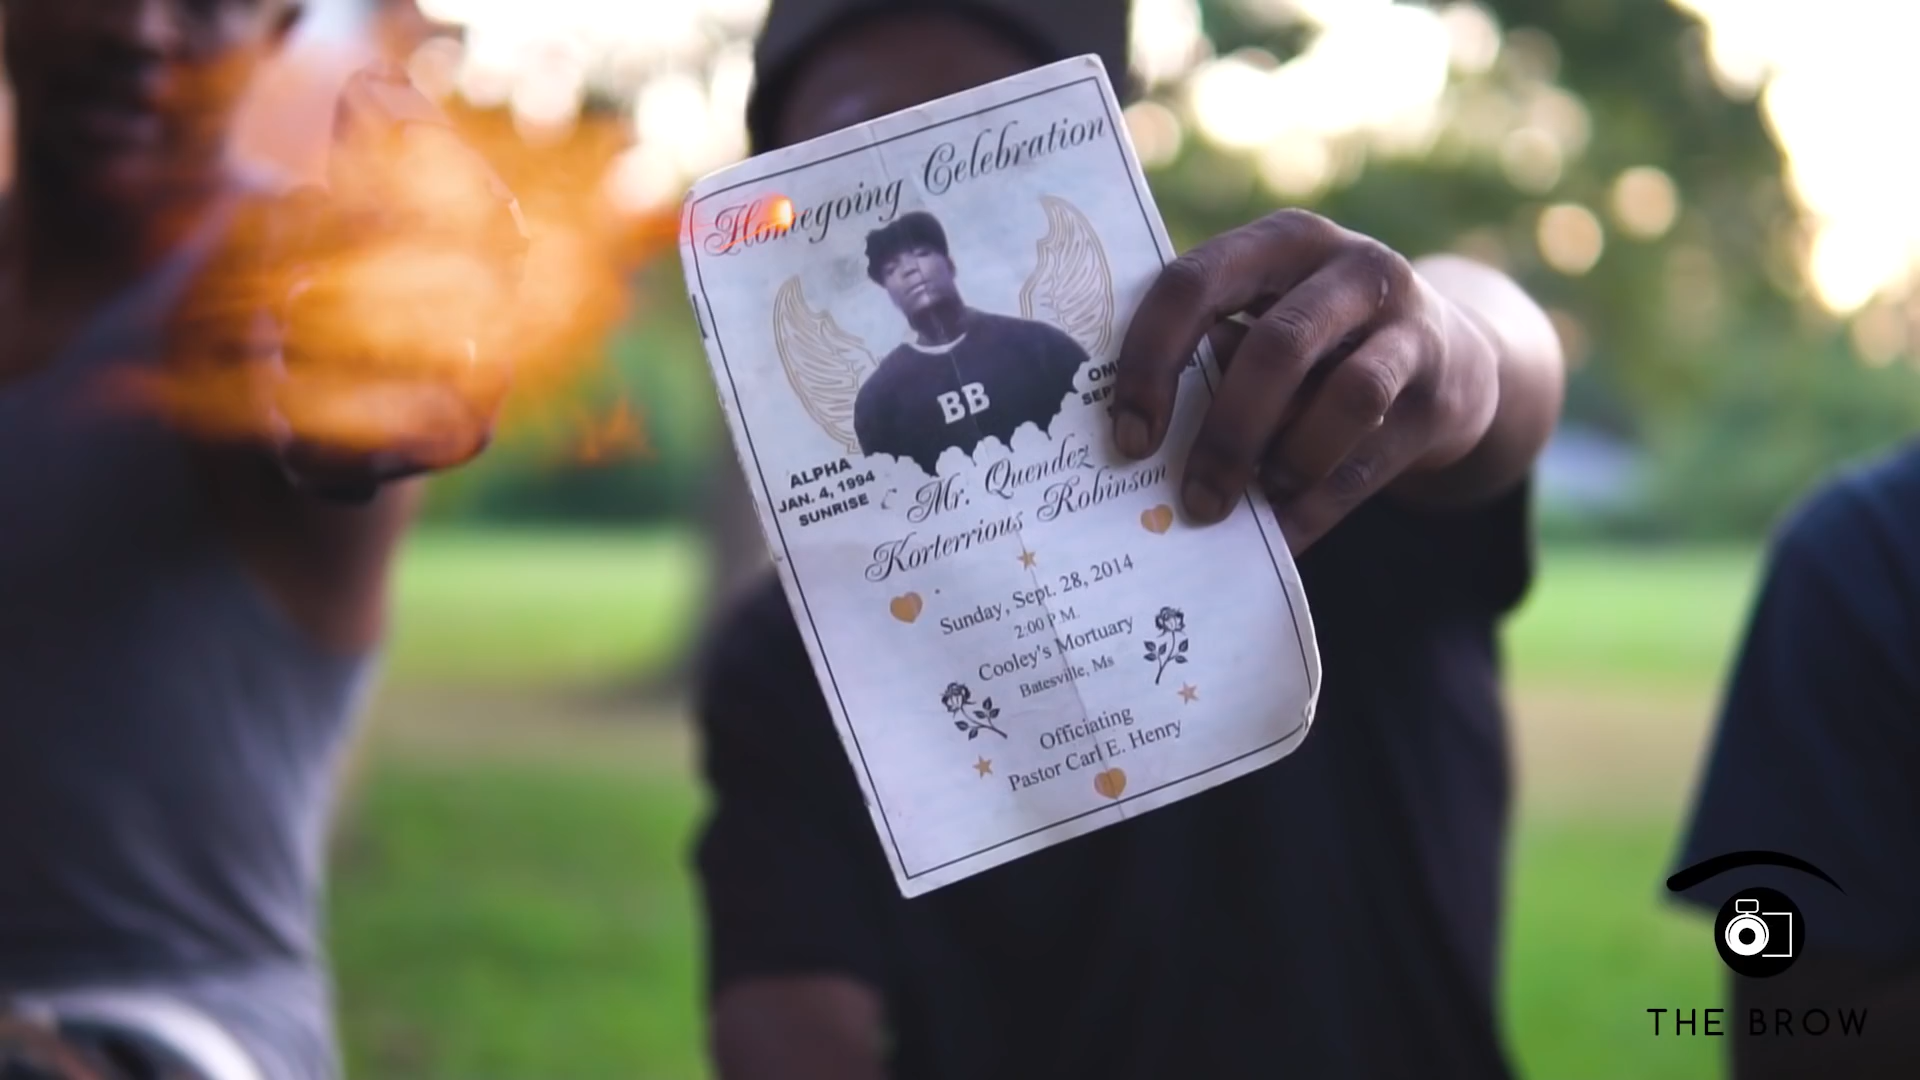 Homegoing Celebration
BB
ALPHA
JAN. 4, 1994
SUNRISE
Mr. Quendez
Korterrious Robinson
Sunday, Sept. 28, 2014
2:00 P.M.
Cooley's Mortuary
Batesville, Ms
Officiating
Pastor Carl E. Henry
THE BROW